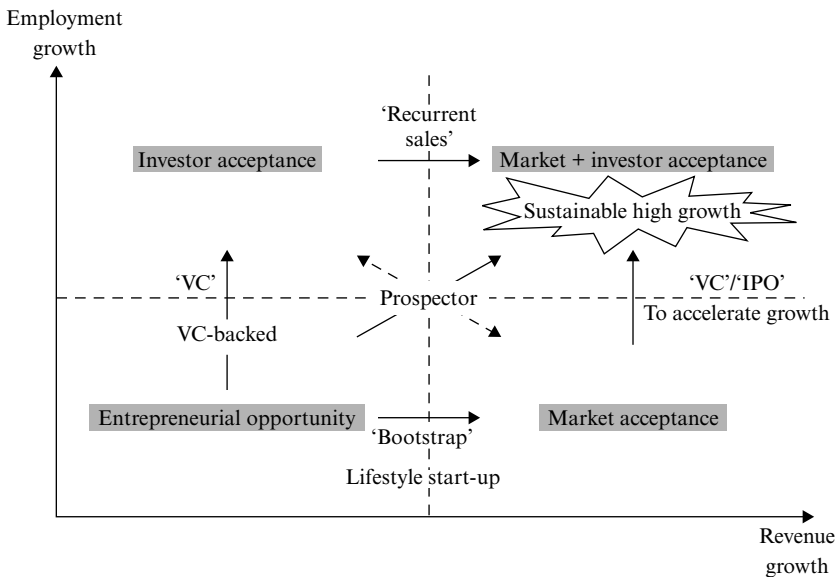 Employment
growth
‘Recurrent
sales’
Investor acceptance
Market + investor acceptance
Sustainable high growth
‘VC’
‘VC’/‘IPO’
Prospector
To accelerate growth
VC-backed
Entrepreneurial opportunity
Market acceptance
‘Bootstrap’
Lifestyle start-up
Revenue
growth